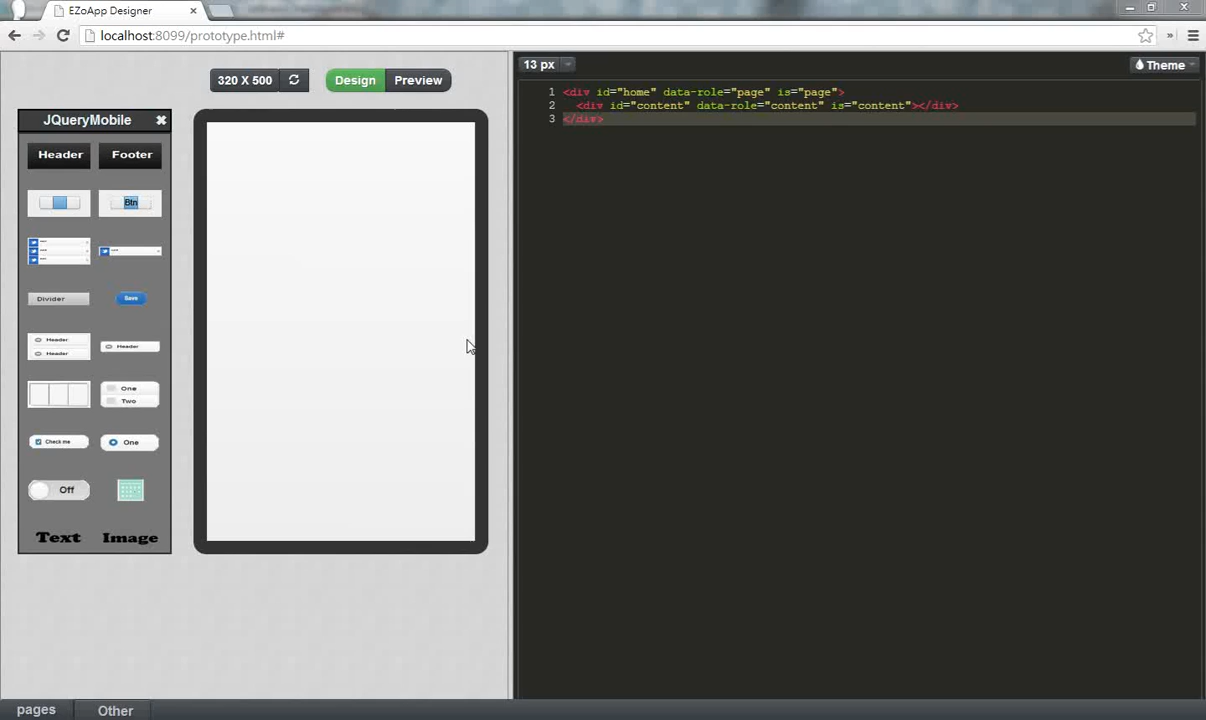 EZoApp Designer
localhost:8099/prototype.html#
320 X 500
Design
Preview
13 px
Theme
JQueryMobile
Header
Footer
Btn
Divider
Save
Header
Header
Header
One
Two
Check me
One
Off
Text
Image
1 <div id="home" data-role="page" is="page">
2 <div id="content" data-role="content" is="content"></div>
3 </div>
pages
Other